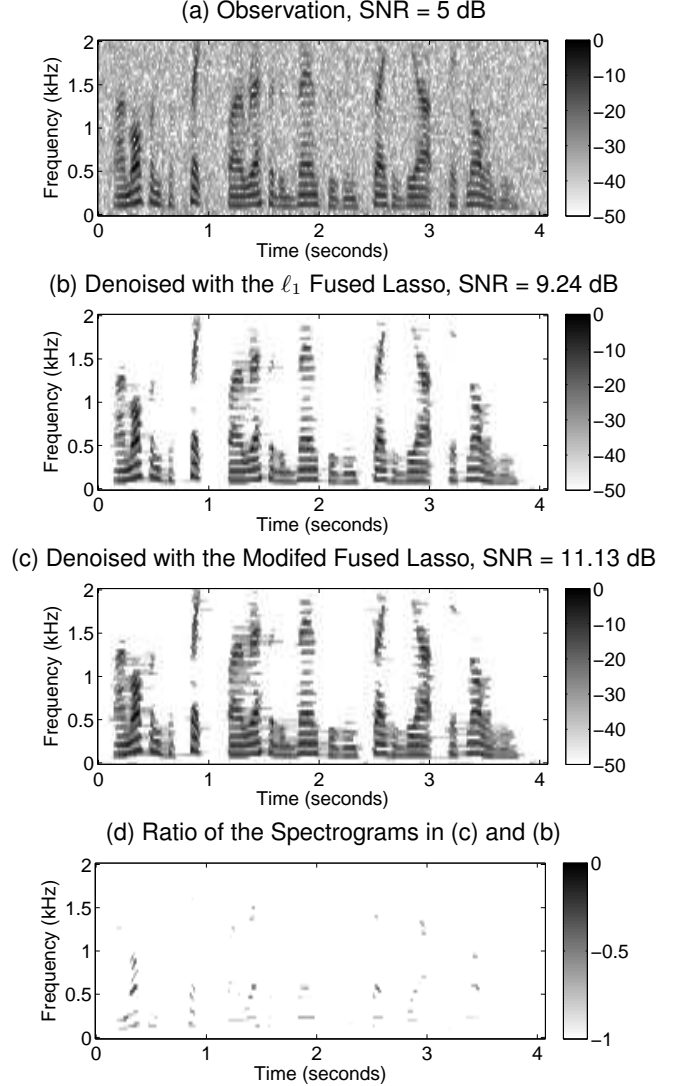 (a) Observation, SNR = 5 dB
2
1.5
1
0.5
0
Frequency (kHz)
0 1 2 3 4
Time (seconds)
0
−10
−20
−30
−40
−50
(b) Denoised with the ℓ₁ Fused Lasso, SNR = 9.24 dB
2
1.5
1
0.5
0
Frequency (kHz)
0 1 2 3 4
Time (seconds)
0
−10
−20
−30
−40
−50
(c) Denoised with the Modifed Fused Lasso, SNR = 11.13 dB
2
1.5
1
0.5
0
Frequency (kHz)
0 1 2 3 4
Time (seconds)
0
−10
−20
−30
−40
−50
(d) Ratio of the Spectrograms in (c) and (b)
2
1.5
1
0.5
0
Frequency (kHz)
0 1 2 3 4
Time (seconds)
0
−0.5
−1